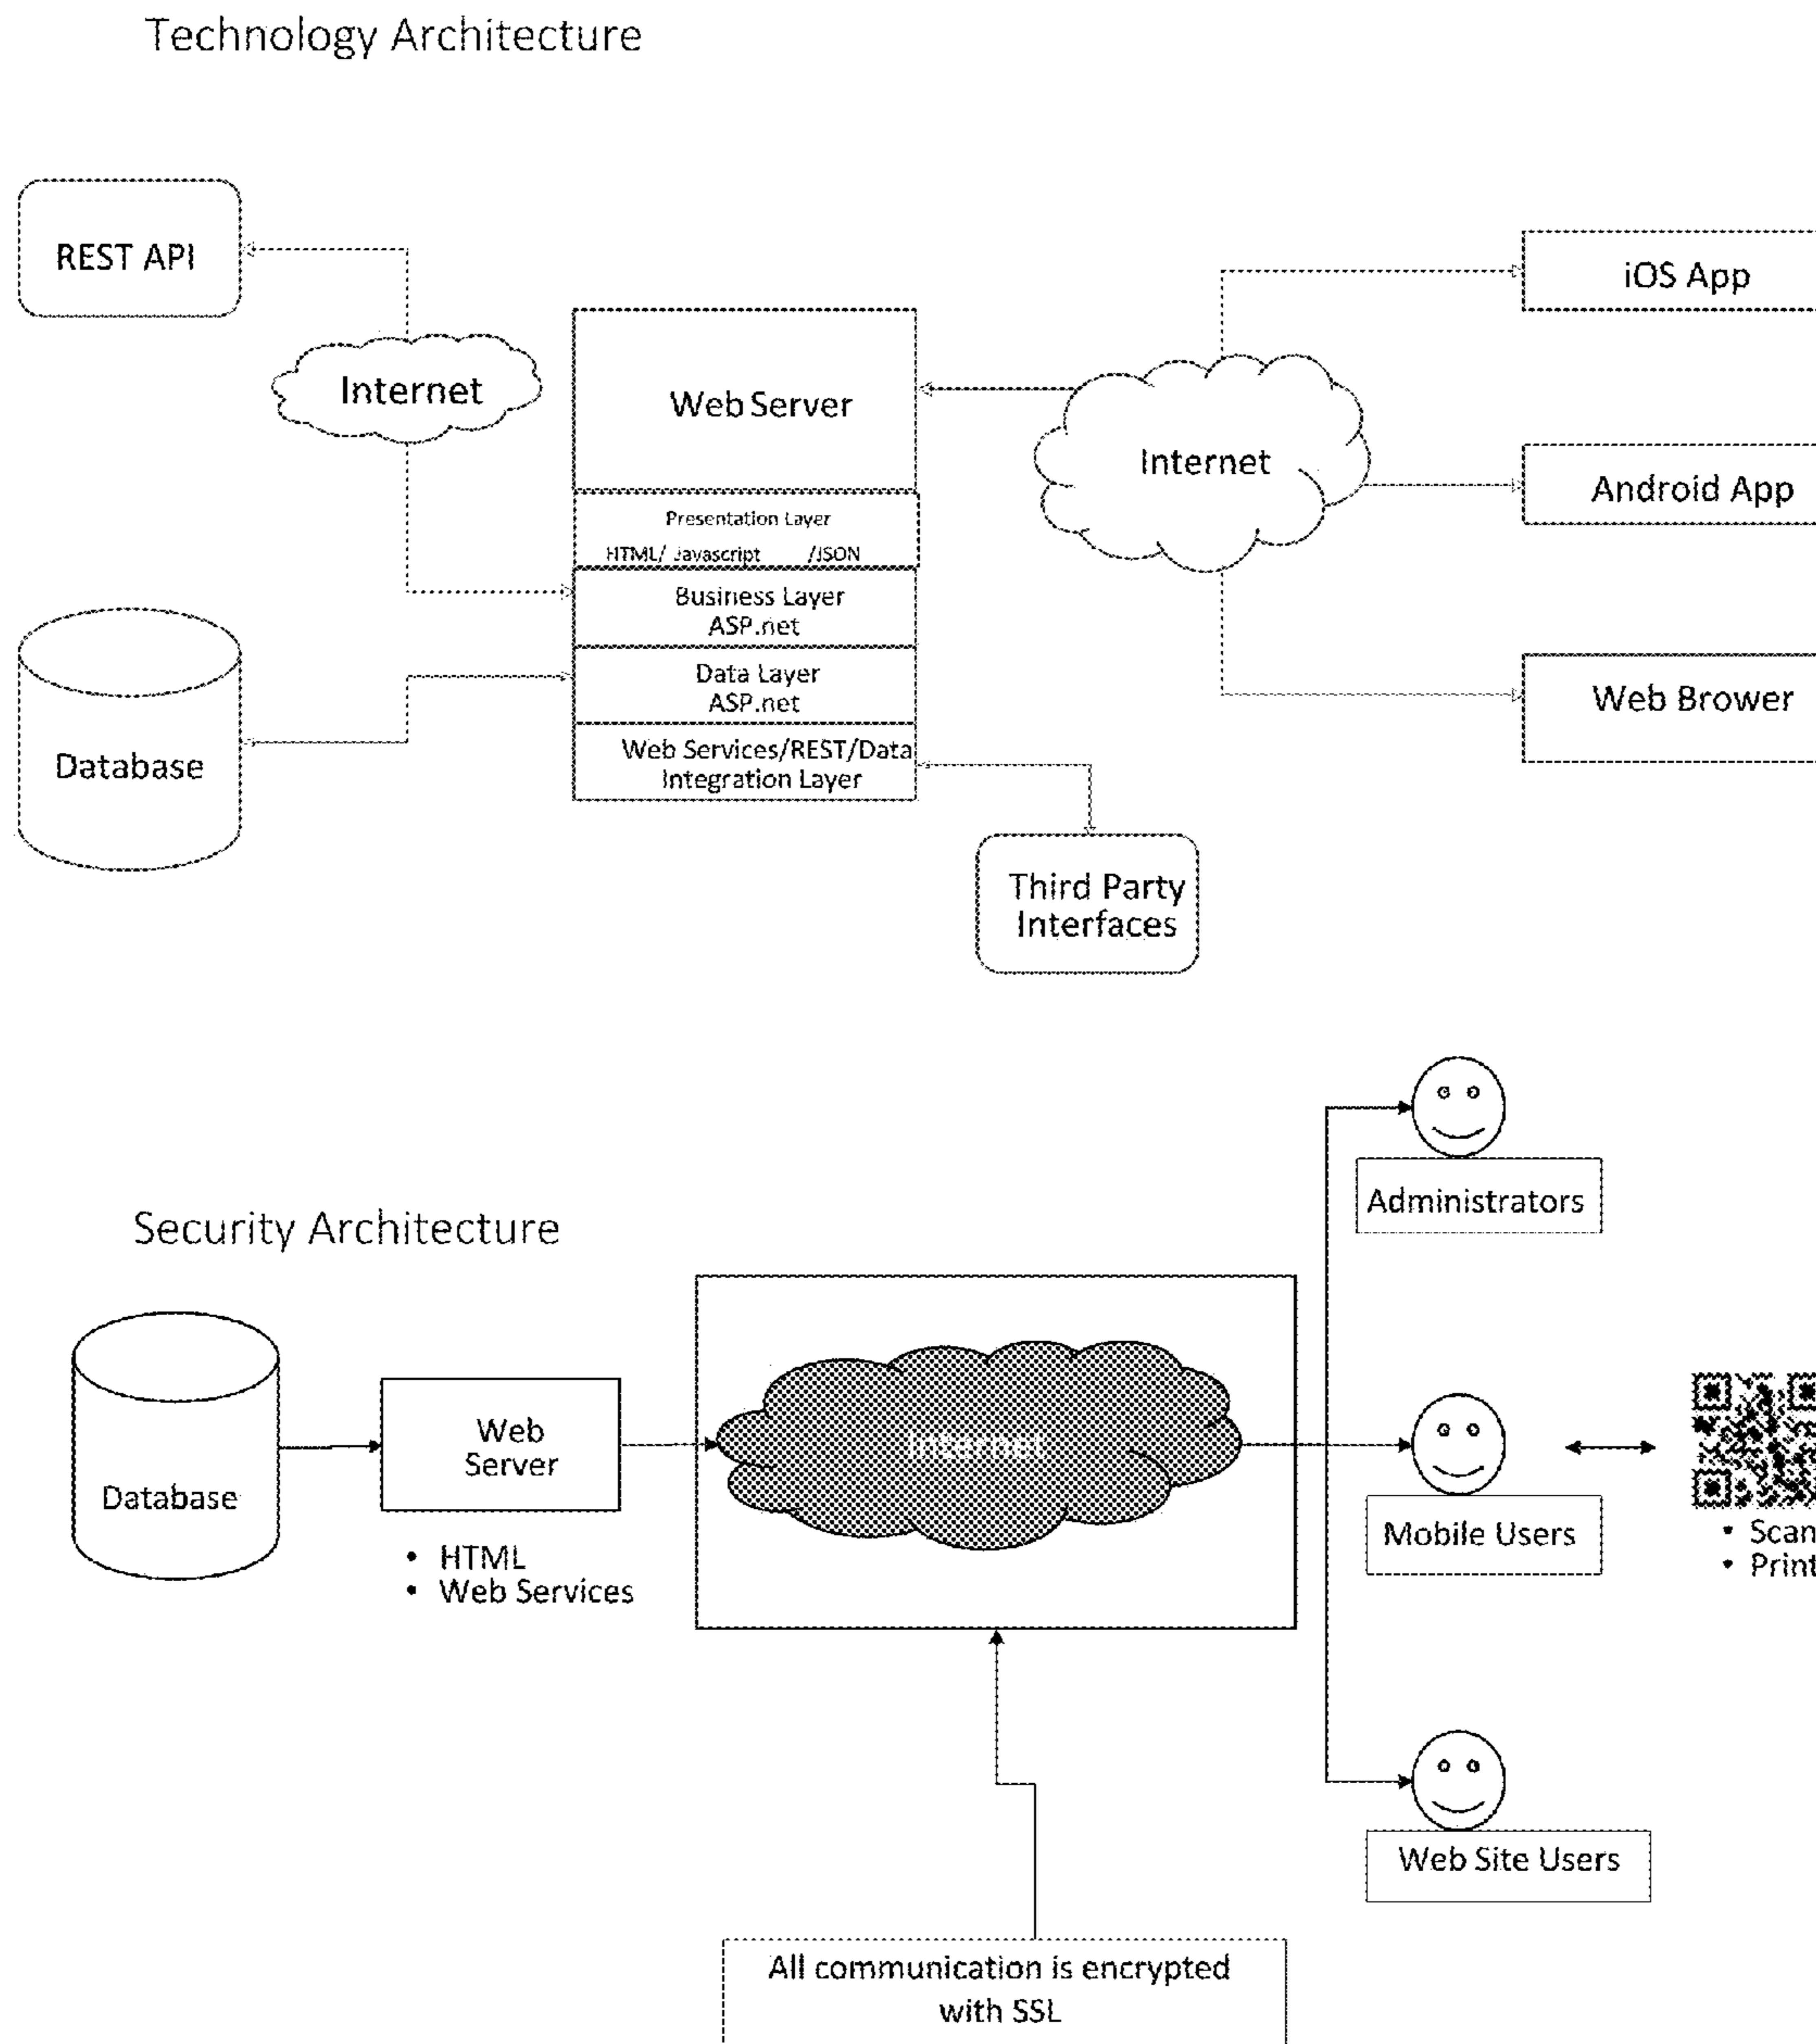 Technology Architecture
REST API
Internet
Database
Web Server
Presentation Layer
HTML/ Javascript /JSON
Business Layer
ASP.net
Data Layer
ASP.net
Web Services/REST/Data
Integration Layer
Internet
iOS App
Android App
Web Brower
Third Party
Interfaces
Security Architecture
Database
Web
Server
• HTML
• Web Services
Internet
Administrators
Mobile Users
• Scan
• Print
Web Site Users
All communication is encrypted
with SSL